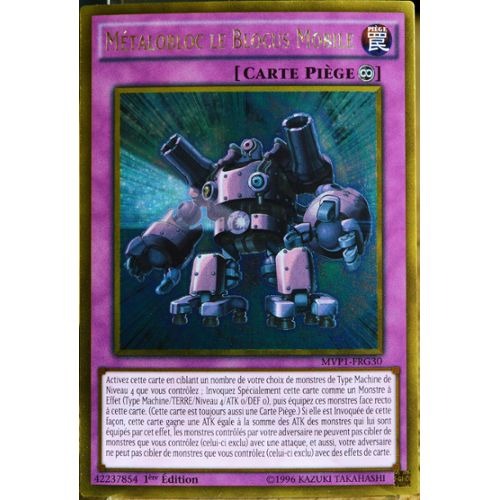 Métalobloc le Blocus Mobile
PIÈGE
罠
[Carte Piège]
MVP1-FRG30
Activez cette carte en ciblant un nombre de votre choix de monstres de Type Machine de
Niveau 4 que vous contrôlez ; Invoquez Spécialement cette carte comme un Monstre à
Effet (Type Machine/TERRE/Niveau 4/ATK 0/DEF 0), puis équipez ces monstres face recto
à cette carte. (Cette carte est toujours aussi une Carte Piège.) Si elle est Invoquée de cette
façon, cette carte gagne une ATK égale à la somme des ATK des monstres qui lui sont
équipés par cet effet, les monstres contrôlés par votre adversaire ne peuvent pas cibler de
monstres que vous contrôlez (celui-ci exclu) avec une attaque, et aussi, votre adversaire
ne peut pas cibler de monstres que vous contrôlez (celui-ci exclu) avec des effets de carte.
42237854 1ère Édition ©1996 KAZUKI TAKAHASHI